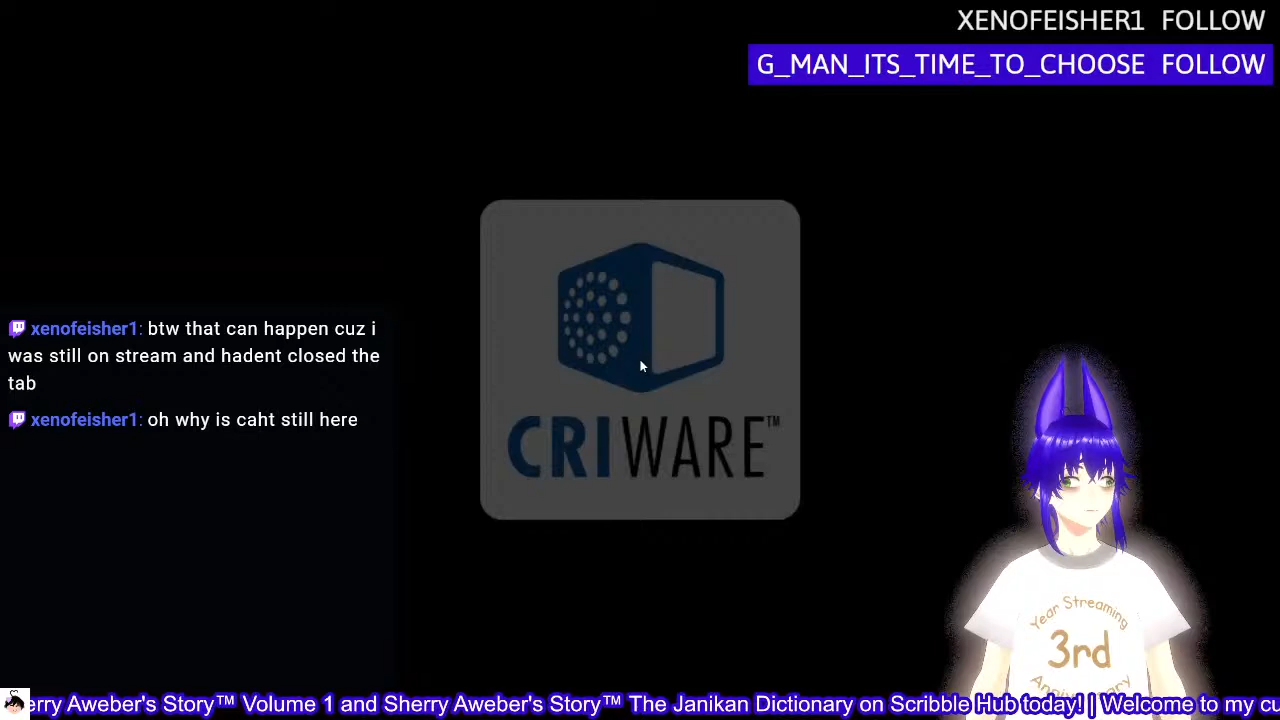 XENOFEISHER1 FOLLOW
G_MAN_ITS_TIME_TO_CHOOSE FOLLOW
xenofeisher1: btw that can happen cuz i
was still on stream and hadent closed the
tab
xenofeisher1: oh why is caht still here
CRIWARE™
Year Streaming
3rd
Anniversary
erry Aweber's Story™ Volume 1 and Sherry Aweber's Story™ The Janikan Dictionary on Scribble Hub today! | Welcome to my cu